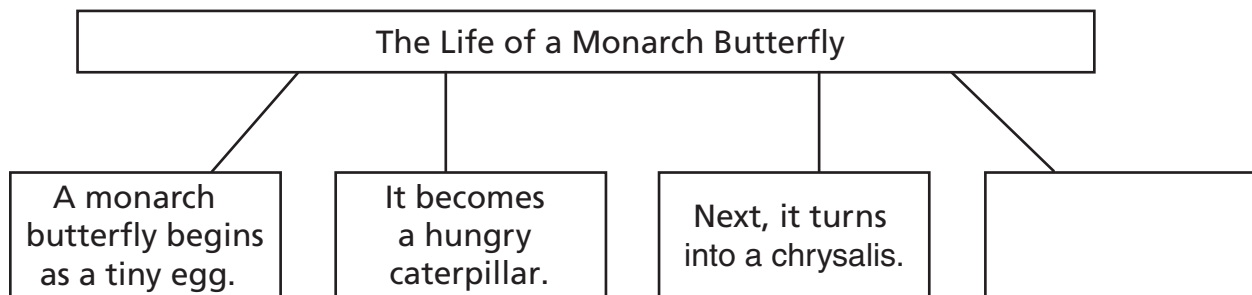 The Life of a Monarch Butterfly
A monarch
butterfly begins
as a tiny egg.
It becomes
a hungry
caterpillar.
Next, it turns
into a chrysalis.